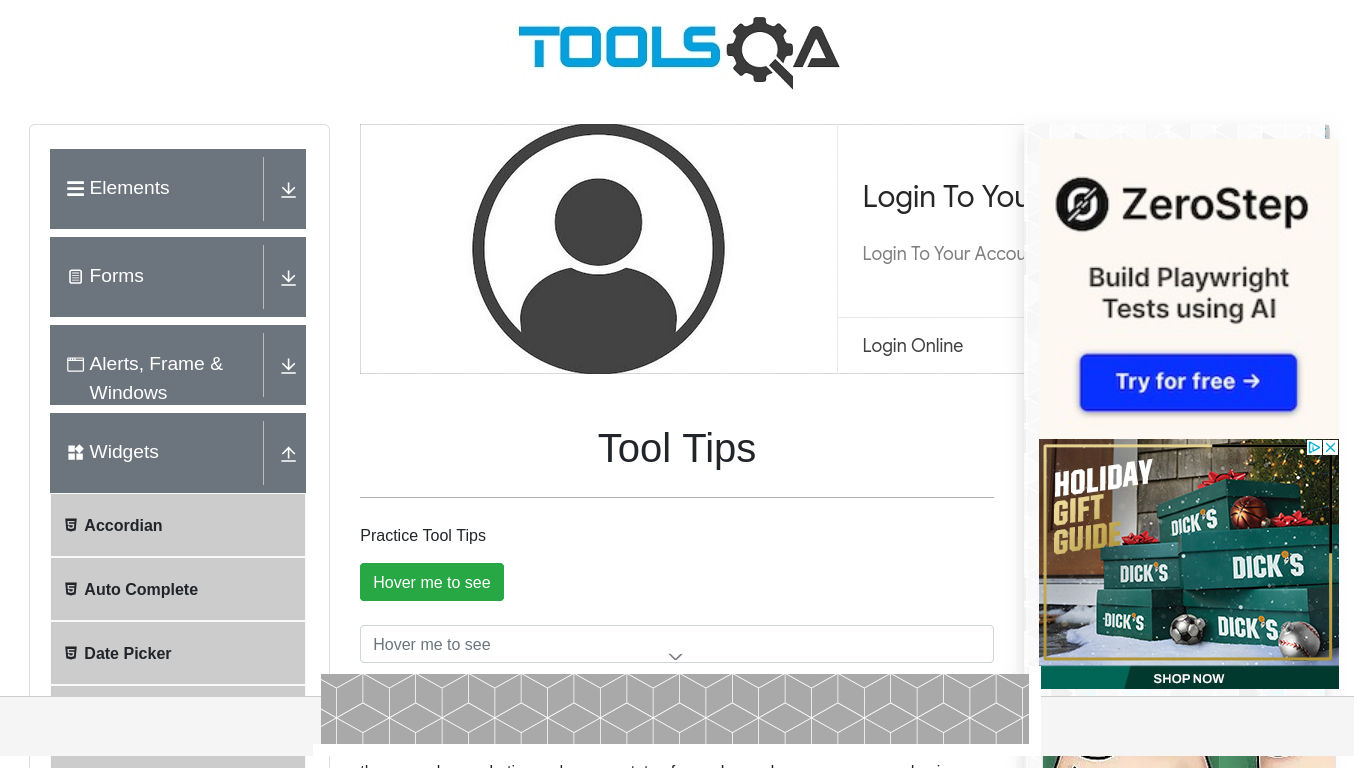 TOOLSQA
Elements
Forms
Alerts, Frame &
Windows
Widgets
Accordian
Auto Complete
Date Picker
Login To You
Login To Your Accou
Login Online
Tool Tips
Practice Tool Tips
Hover me to see
Hover me to see
ZeroStep
Build Playwright
Tests using AI
Try for free →
HOLIDAY
GIFT
GUIDE
DICK'S
DICK'S
DICK'S
DICK'S
DICK'S
SHOP NOW